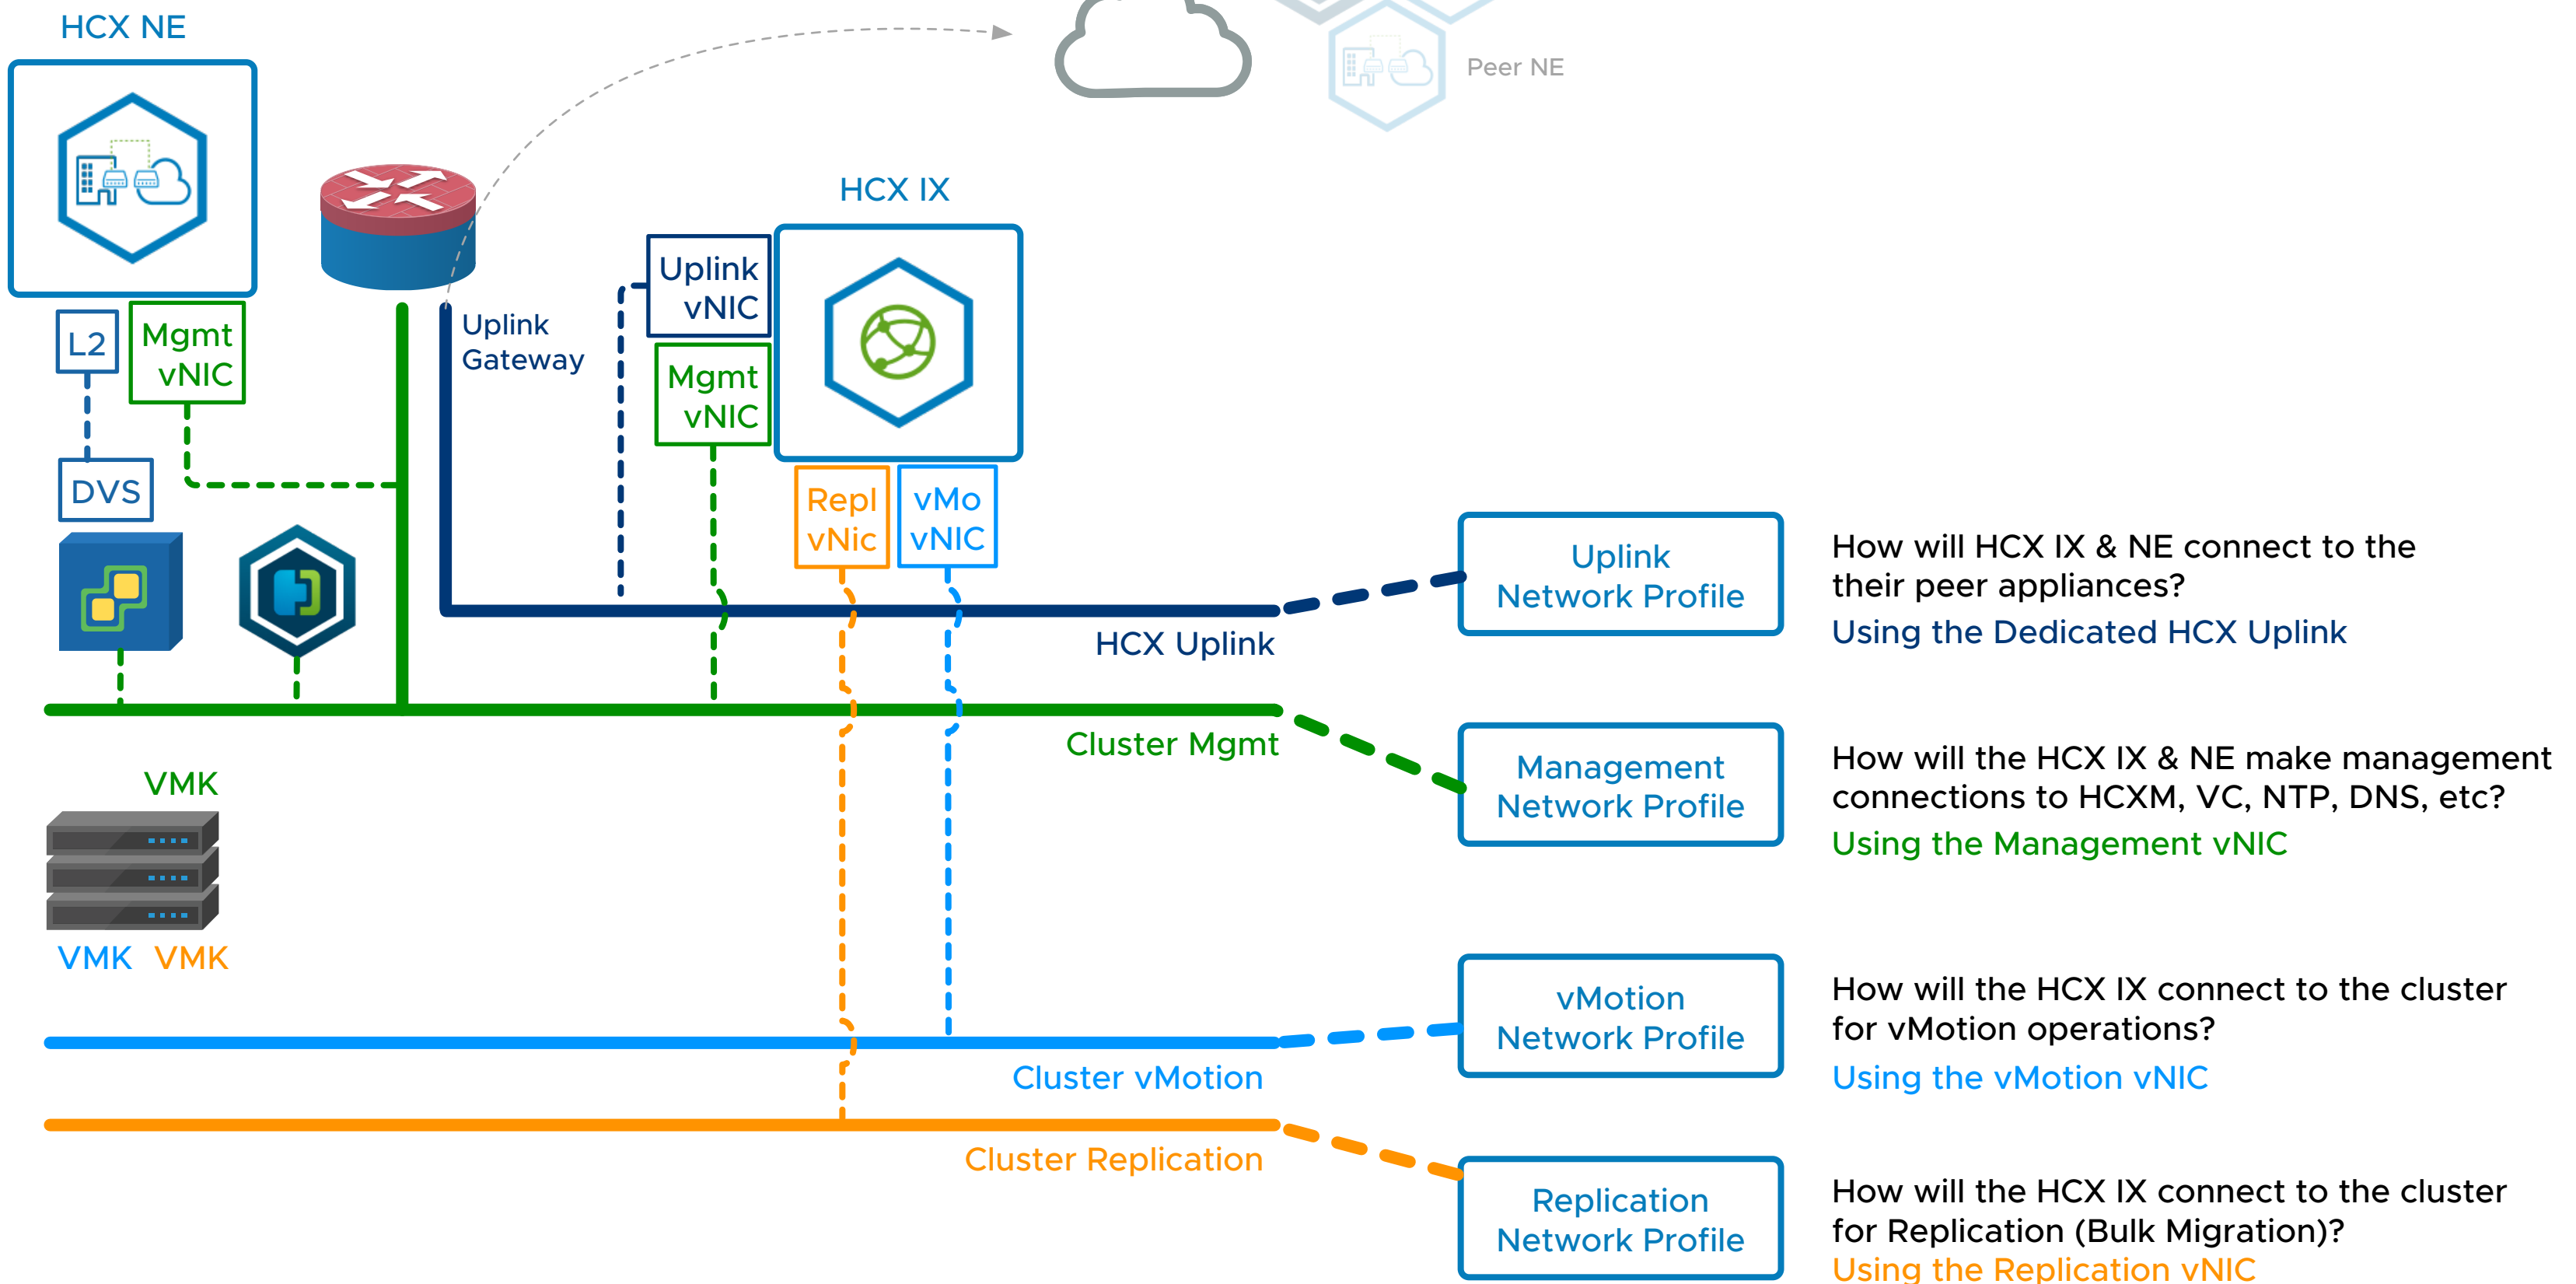 HCX NE
Peer NE
HCX IX
Uplink
vNIC
Mgmt
vNIC
L2
Mgmt
vNIC
Uplink
Gateway
DVS
Repl
vNic
vMo
vNIC
HCX Uplink
Cluster Mgmt
VMK
VMK VMK
Cluster vMotion
Cluster Replication
Uplink
Network Profile
How will HCX IX & NE connect to the
their peer appliances?
Using the Dedicated HCX Uplink
Management
Network Profile
How will the HCX IX & NE make management
connections to HCXM, VC, NTP, DNS, etc?
Using the Management vNIC
vMotion
Network Profile
How will the HCX IX connect to the cluster
for vMotion operations?
Using the vMotion vNIC
Replication
Network Profile
How will the HCX IX connect to the cluster
for Replication (Bulk Migration)?
Using the Replication vNIC